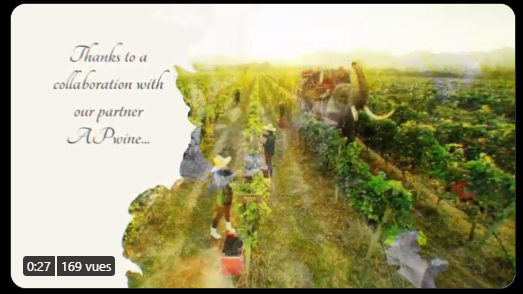 Thanks to a
collaboration with
our partner
APwine...
0:27 169 vues